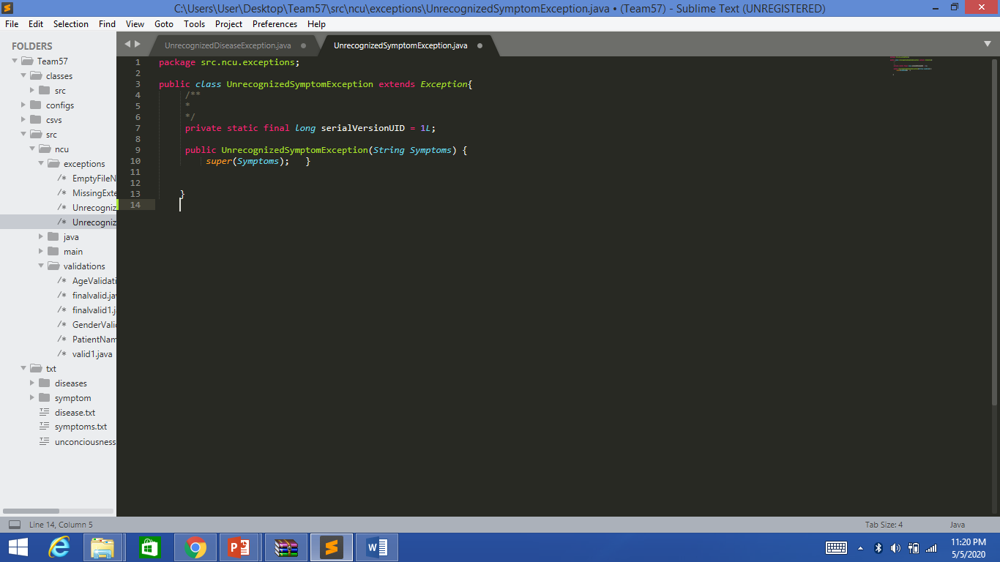 C:\Users\User\Desktop\Team57\src\ncu\exceptions\UnrecognizedSymptomException.java • (Team57) - Sublime Text (UNREGISTERED)
File Edit Selection Find View Goto Tools Project Preferences Help
FOLDERS
Team57
classes
src
configs
csvs
src
ncu
exceptions
/* EmptyFileN
/* MissingExte
/* Unrecogniz
/* Unrecogniz
java
main
validations
/* AgeValidati
/* finalvalid.ja
/* finalvalid1.j
/* GenderValid
/* PatientNam
/* valid1.java
txt
diseases
symptom
disease.txt
symptoms.txt
unconciousness
UnrecognizedDiseaseException.java UnrecognizedSymptomException.java
1 package src.ncu.exceptions;
2
3 public class UnrecognizedSymptomException extends Exception{
4 /**
5 *
6 */
7 private static final long serialVersionUID = 1L;
8
9 public UnrecognizedSymptomException(String Symptoms) {
10 super(Symptoms); }
11
12
13 }
14
Line 14, Column 5 Tab Size: 4 Java
11:20 PM
5/5/2020